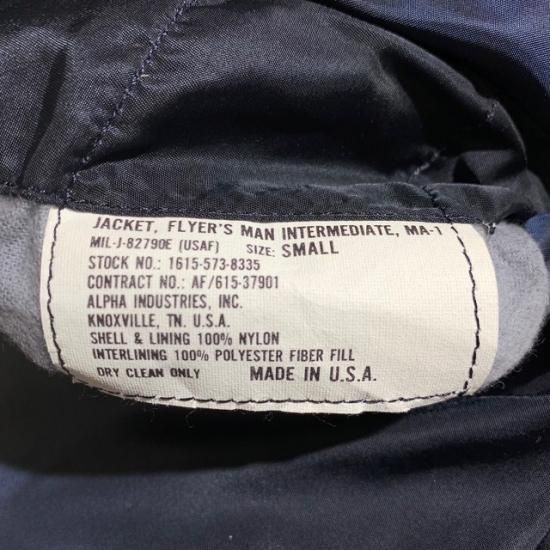 JACKET, FLYER'S MAN INTERMEDIATE, MA-1
MIL-J-82790E (USAF) SIZE: SMALL
STOCK NO.: 1615-573-8335
CONTRACT NO.: AF/615-37901
ALPHA INDUSTRIES, INC.
KNOXVILLE, TN. U.S.A.
SHELL & LINING 100% NYLON
INTERLINING 100% POLYESTER FIBER FILL
DRY CLEAN ONLY MADE IN U.S.A.